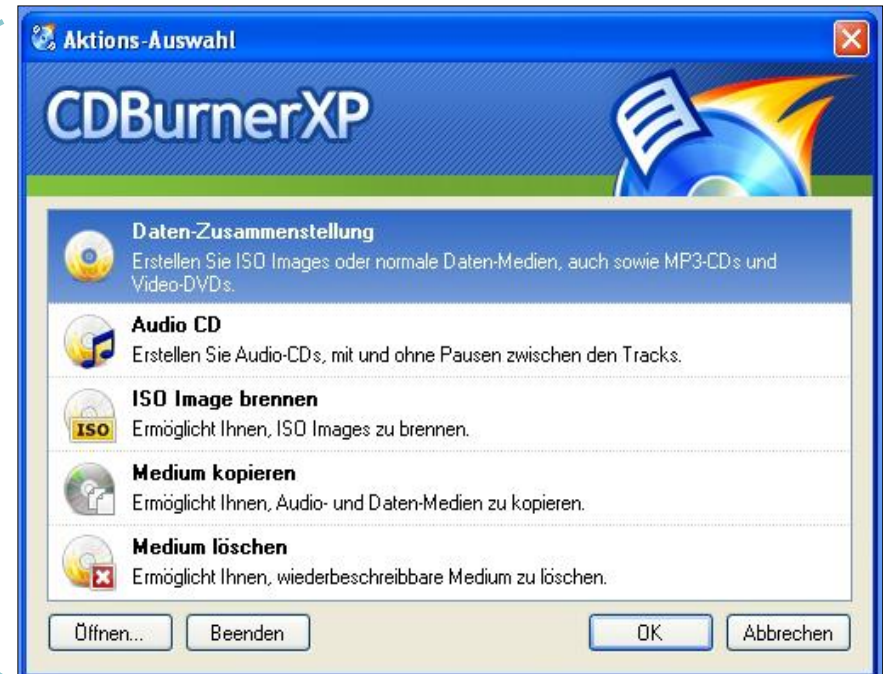 Aktions-Auswahl
CDBurnerXP
Daten-Zusammenstellung
Erstellen Sie ISO Images oder normale Daten-Medien, auch sowie MP3-CDs und
Video-DVDs.
Audio CD
Erstellen Sie Audio-CDs, mit und ohne Pausen zwischen den Tracks.
ISO Image brennen
ISO
Ermöglicht Ihnen, ISO Images zu brennen.
Medium kopieren
Ermöglicht Ihnen, Audio- und Daten-Medien zu kopieren.
Medium löschen
Ermöglicht Ihnen, wiederbeschreibbare Medium zu löschen.
Öffnen... Beenden OK Abbrechen